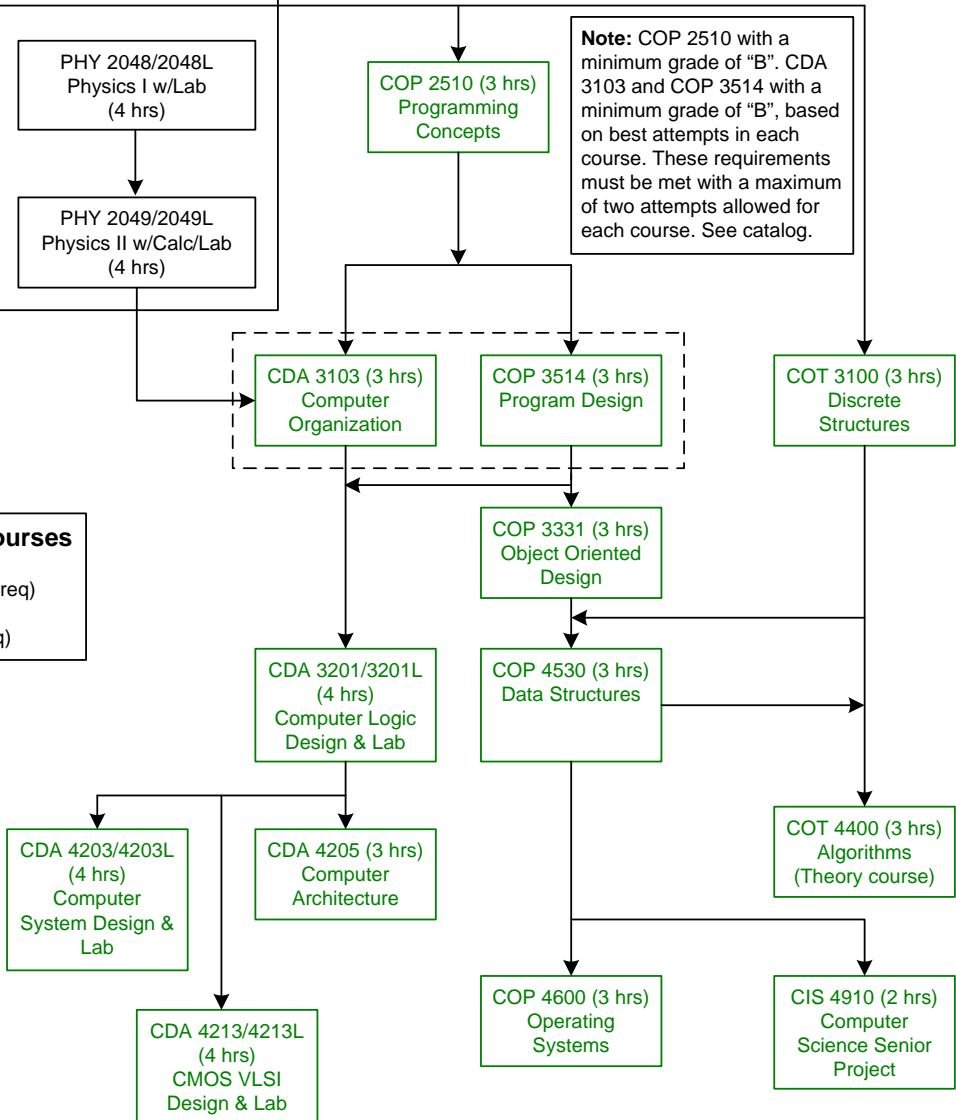 PHY 2048/2048L
Physics I w/Lab
(4 hrs)
COP 2510 (3 hrs)
Programming
Concepts
Note: COP 2510 with a
minimum grade of “B”. CDA
3103 and COP 3514 with a
minimum grade of “B”, based
on best attempts in each
course. These requirements
must be met with a maximum
of two attempts allowed for
each course. See catalog.
PHY 2049/2049L
Physics II w/Calc/Lab
(4 hrs)
CDA 3103 (3 hrs)
Computer
Organization
COP 3514 (3 hrs)
Program Design
COT 3100 (3 hrs)
Discrete
Structures
ourses
req)
q)
COP 3331 (3 hrs)
Object Oriented
Design
CDA 3201/3201L
(4 hrs)
Computer Logic
Design & Lab
COP 4530 (3 hrs)
Data Structures
CDA 4203/4203L
(4 hrs)
Computer
System Design &
Lab
CDA 4205 (3 hrs)
Computer
Architecture
COT 4400 (3 hrs)
Algorithms
(Theory course)
CDA 4213/4213L
(4 hrs)
CMOS VLSI
Design & Lab
COP 4600 (3 hrs)
Operating
Systems
CIS 4910 (2 hrs)
Computer
Science Senior
Project